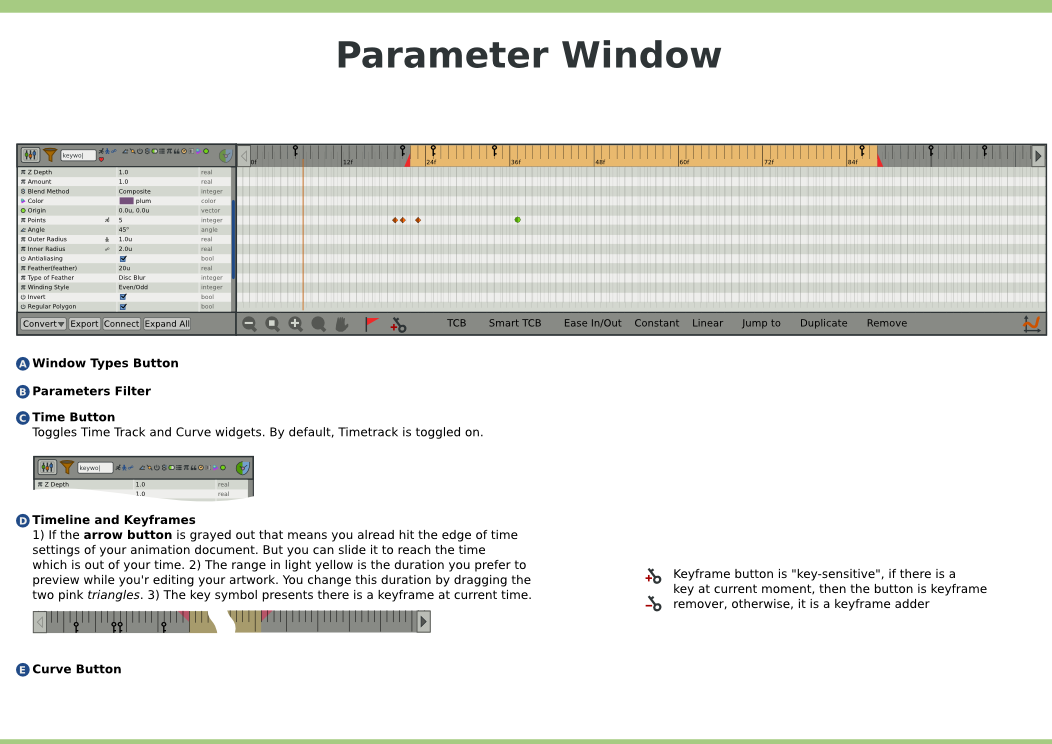 Parameter Window
keywo|
0f 12f 24f 36f 48f 60f 72f 84f
Z Depth 1.0 real
Amount 1.0 real
Blend Method Composite integer
Color plum color
Origin 0.0u, 0.0u vector
Points 5 integer
Angle 45° angle
Outer Radius 1.0u real
Inner Radius 2.0u real
Antialiasing bool
Feather(feather) 20u real
Type of Feather Disc Blur integer
Winding Style Even/Odd integer
Invert bool
Regular Polygon bool
Convert Export Connect Expand All TCB Smart TCB Ease In/Out Constant Linear Jump to Duplicate Remove
A Window Types Button
B Parameters Filter
C Time Button
Toggles Time Track and Curve widgets. By default, Timetrack is toggled on.
keywo|
Z Depth 1.0 real
1.0 real
D Timeline and Keyframes
1) If the arrow button is grayed out that means you alread hit the edge of time
settings of your animation document. But you can slide it to reach the time
which is out of your time. 2) The range in light yellow is the duration you prefer to
preview while you'r editing your artwork. You change this duration by dragging the
two pink triangles. 3) The key symbol presents there is a keyframe at current time.
Keyframe button is "key-sensitive", if there is a
key at current moment, then the button is keyframe
remover, otherwise, it is a keyframe adder
E Curve Button